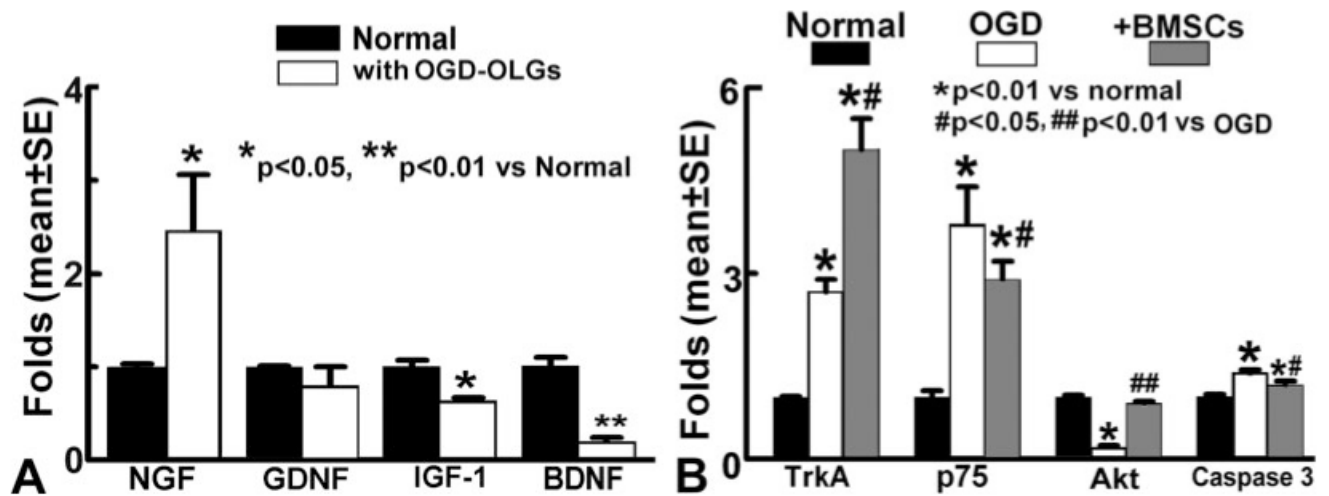 Normal
with OGD-OLGs
Folds (mean±SE)
4
2
0
*
*p<0.05, **p<0.01 vs Normal
*
**
NGF GDNF IGF-1 BDNF
A
Normal OGD +BMSCs
*p<0.01 vs normal
#p<0.05, ##p<0.01 vs OGD
Folds (mean±SE)
6
3
0
* *#
* *#
* ##
* *#
TrkA p75 Akt Caspase 3
B